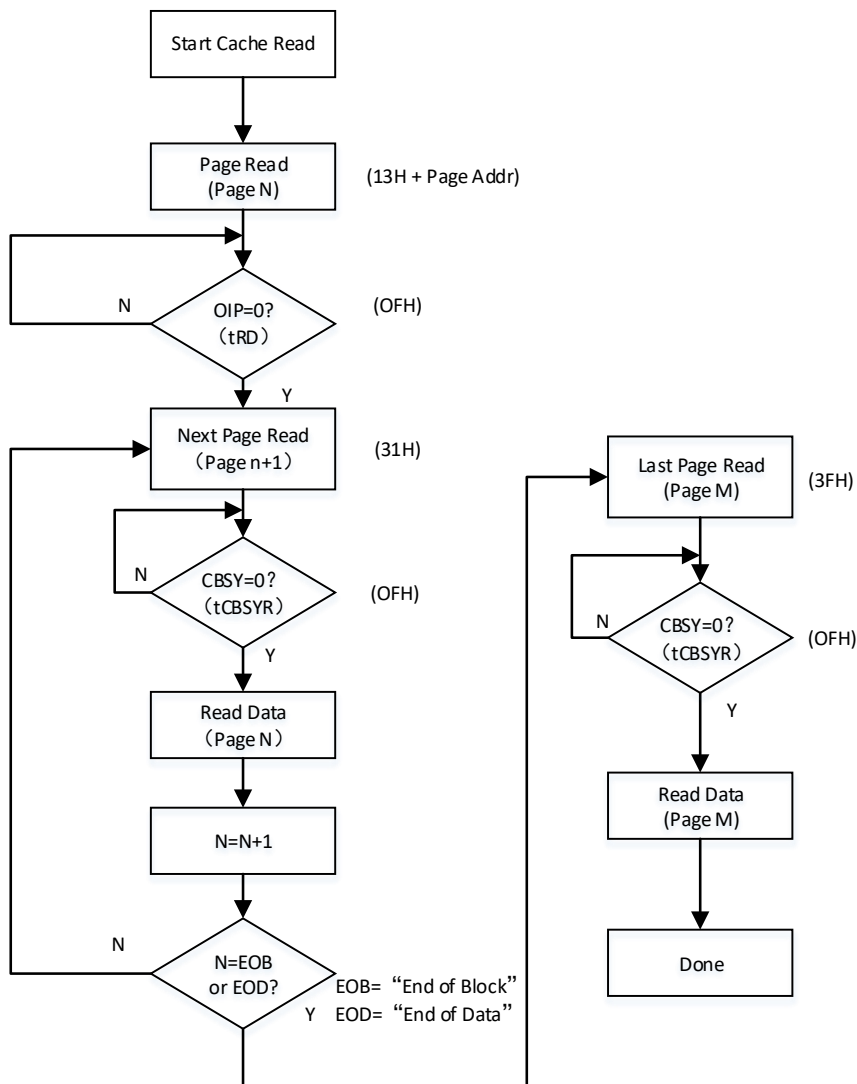 Start Cache Read
Page Read
(Page N)
(13H + Page Addr)
N
OIP=0?
（tRD）
(OFH)
Y
Next Page Read
（Page n+1）
(31H)
N
CBSY=0?
（tCBSYR）
(OFH)
Y
Read Data
（Page N）
N=N+1
N
N=EOB
or EOD?
EOB= “End of Block”
Y
EOD= “End of Data”
Last Page Read
(Page M)
(3FH)
N
CBSY=0?
（tCBSYR）
(OFH)
Y
Read Data
(Page M)
Done